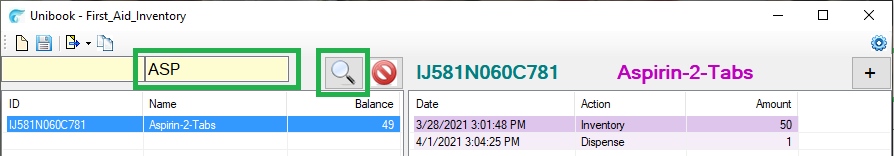 Unibook - First_Aid_Inventory
ASP
IJ581N060C781 Aspirin-2-Tabs +
ID Name Balance
IJ581N060C781 Aspirin-2-Tabs 49
Date Action Amount
3/28/2021 3:01:48 PM Inventory 50
4/1/2021 3:04:25 PM Dispense 1